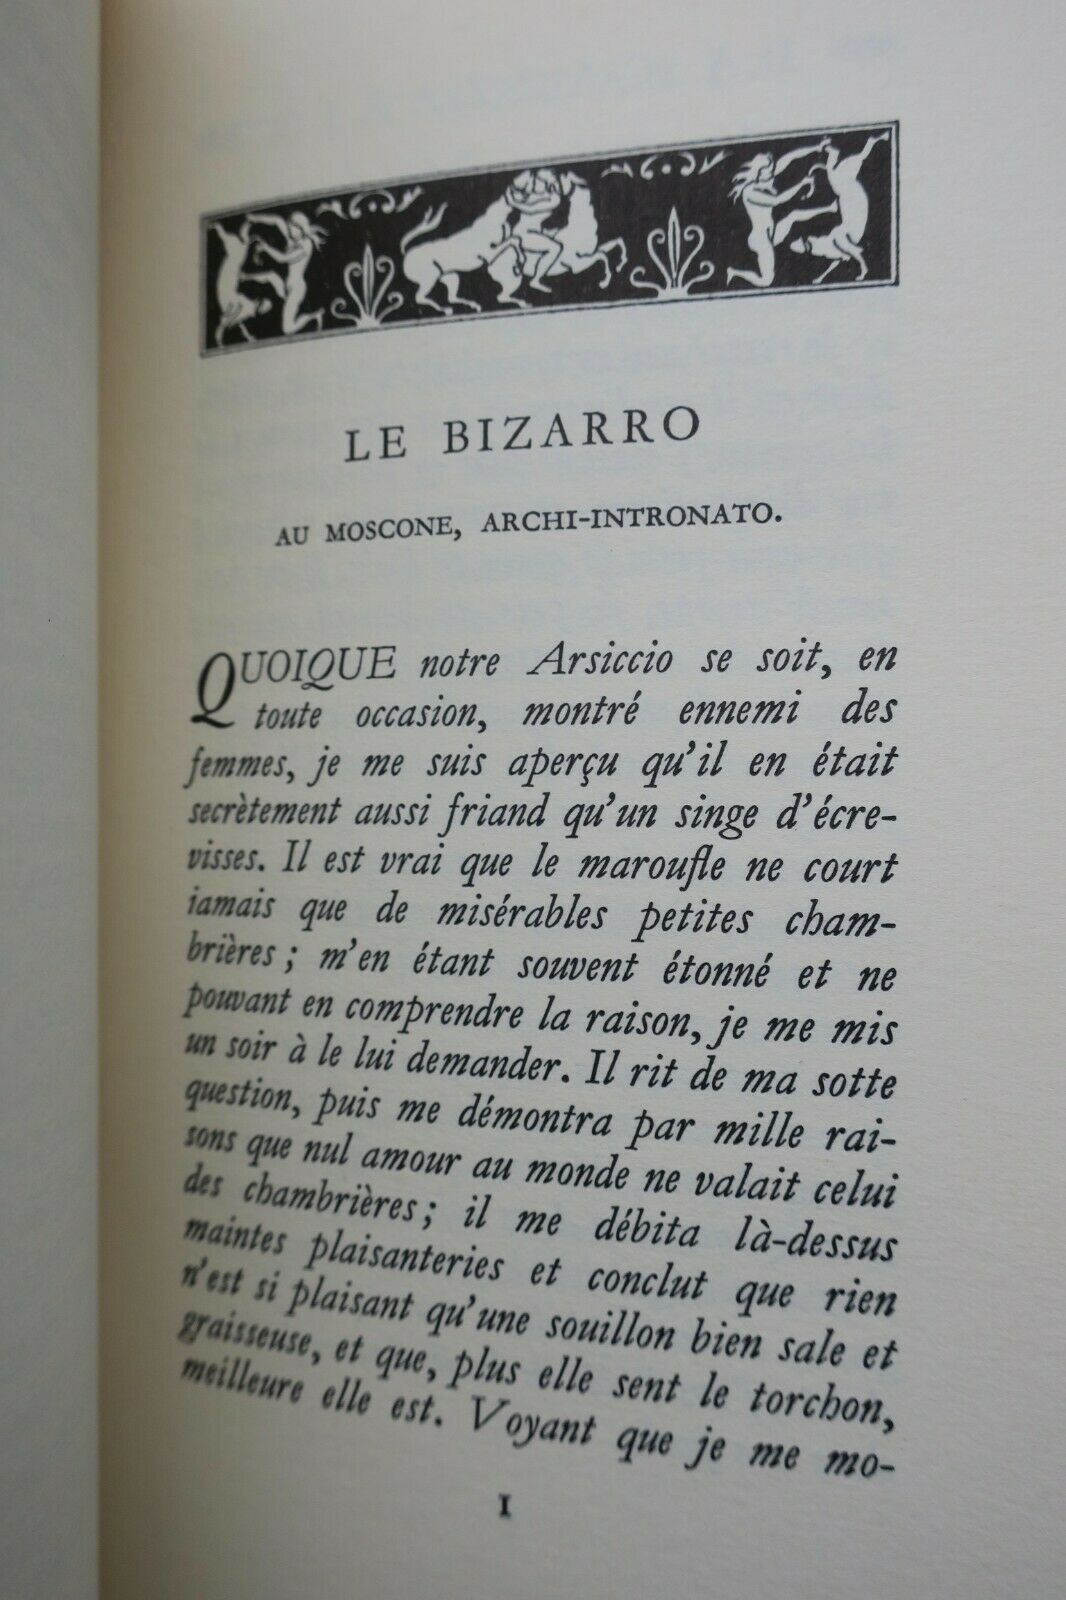 LE BIZARRO
AU MOSCONE, ARCHI-INTRONATO.
QUOIQUE notre Arsiccio se soit, en
toute occasion, montré ennemi des
femmes, je me suis aperçu qu'il en était
secrètement aussi friand qu'un singe d'écre-
visses. Il est vrai que le maroufle ne court
jamais que de misérables petites cham-
brières ; m'en étant souvent étonné et ne
pouvant en comprendre la raison, je me mis
un soir à le lui demander. Il rit de ma sotte
question, puis me démontra par mille rai-
sons que nul amour au monde ne valait celui
des chambrières ; il me débita là-dessus
maintes plaisanteries et conclut que rien
n'est si plaisant qu'une souillon bien sale et
graisseuse, et que, plus elle sent le torchon,
meilleure elle est. Voyant que je me mo-
1